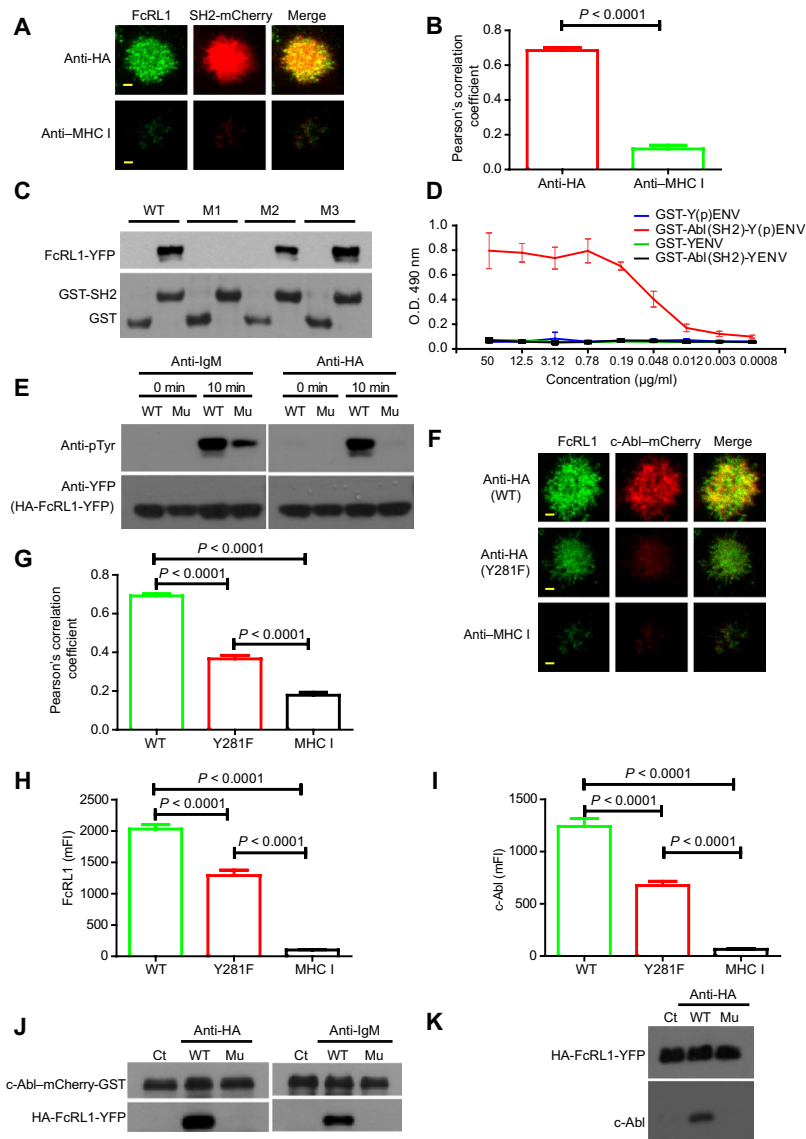 A
FcRL1 SH2-mCherry Merge
Anti-HA
Anti–MHC I
B
P < 0.0001
Pearson's correlation
coefficient
0.8
0.6
0.4
0.2
0.0
Anti-HA Anti–MHC I
C
WT M1 M2 M3
FcRL1-YFP
GST-SH2
GST
D
GST-Y(p)ENV
GST-Abl(SH2)-Y(p)ENV
GST-YENV
GST-Abl(SH2)-YENV
O.D. 490 nm
1.0
0.8
0.6
0.4
0.2
0.0
50 12.5 3.12 0.78 0.19 0.048 0.012 0.003 0.0008
Concentration (µg/ml)
E
Anti-IgM Anti-HA
0 min 10 min 0 min 10 min
WT Mu WT Mu WT Mu WT Mu
Anti-pTyr
Anti-YFP
(HA-FcRL1-YFP)
F
FcRL1 c-Abl–mCherry Merge
Anti-HA
(WT)
Anti-HA
(Y281F)
Anti–MHC I
G
P < 0.0001
P < 0.0001
P < 0.0001
Pearson's correlation
coefficient
0.8
0.6
0.4
0.2
0.0
WT Y281F MHC I
H
P < 0.0001
P < 0.0001
P < 0.0001
FcRL1 (mFI)
2500
2000
1500
1000
500
0
WT Y281F MHC I
I
P < 0.0001
P < 0.0001
P < 0.0001
c-Abl (mFI)
1500
1000
500
0
WT Y281F MHC I
J
Anti-HA Anti-IgM
Ct WT Mu Ct WT Mu
c-Abl–mCherry-GST
HA-FcRL1-YFP
K
Anti-HA
Ct WT Mu
HA-FcRL1-YFP
c-Abl